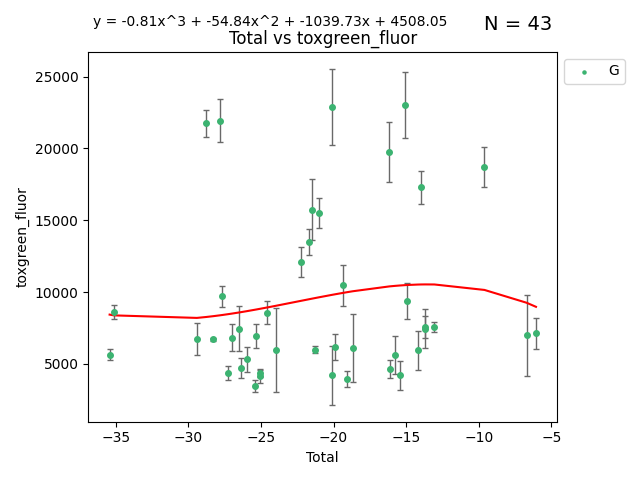 y = -0.81x^3 + -54.84x^2 + -1039.73x + 4508.05
N = 43
Total vs toxgreen_fluor
25000
20000
15000
10000
5000
toxgreen_fluor
−35
−30
−25
−20
−15
−10
−5
Total
G